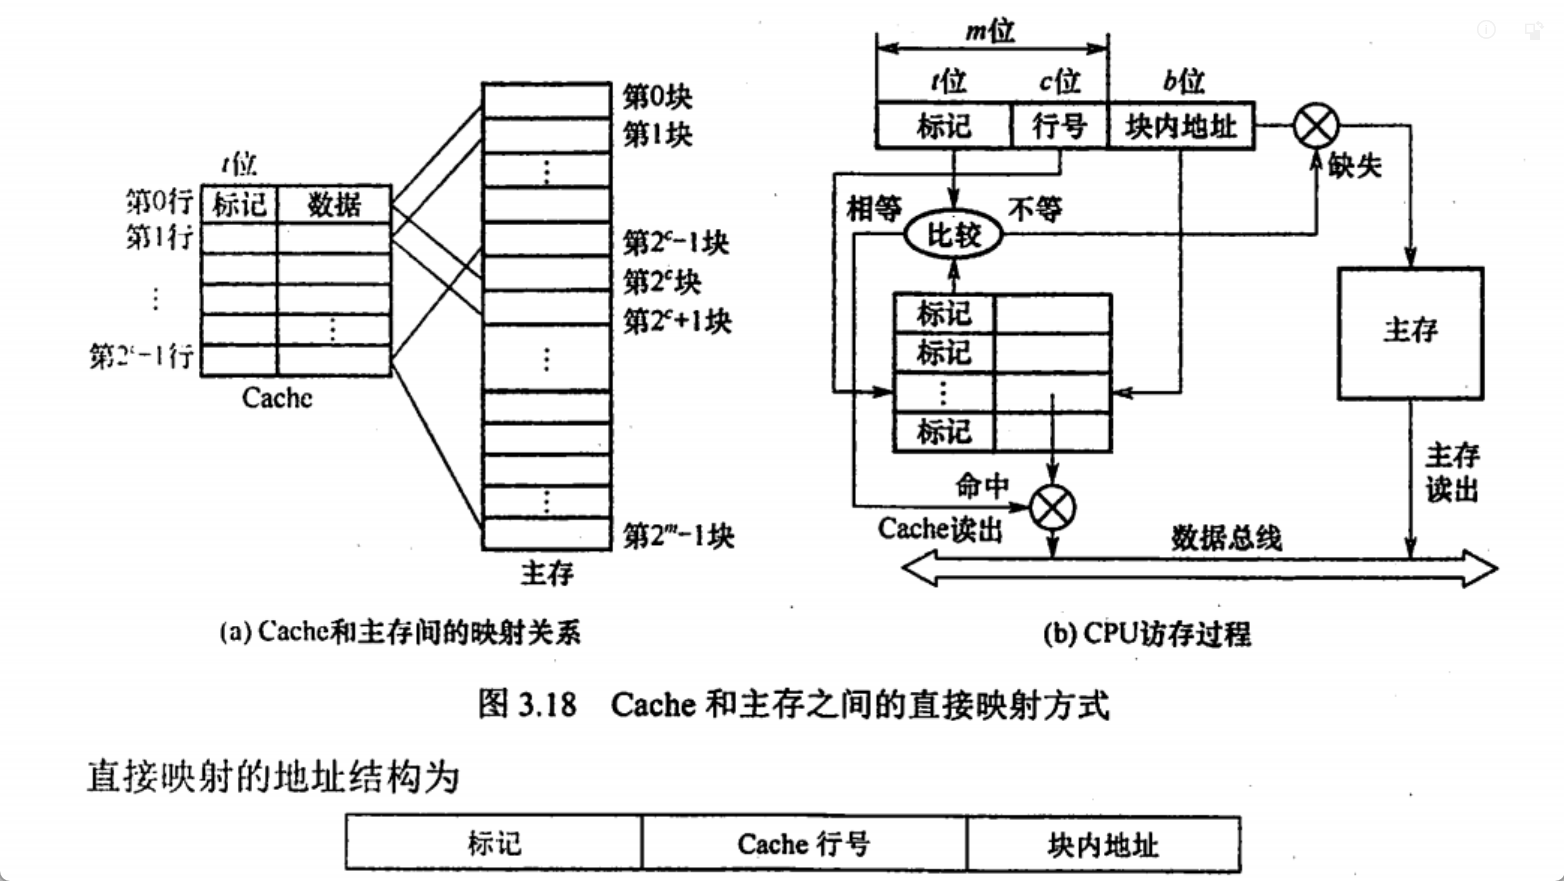 t位
第0行
标记
数据
第1行
⋮
⋮
第2ᶜ-1行
Cache
第0块
第1块
⋮
第2ᶜ-1块
第2ᶜ块
第2ᶜ+1块
⋮
⋮
第2ᵐ-1块
主存
(a) Cache和主存间的映射关系
m位
t位 c位 b位
标记 行号 块内地址
缺失
相等 比较 不等
标记
标记
⋮
标记
命中
Cache读出
主存
主存
读出
数据总线
(b) CPU访存过程
图 3.18 Cache 和主存之间的直接映射方式
直接映射的地址结构为
标记 Cache 行号 块内地址